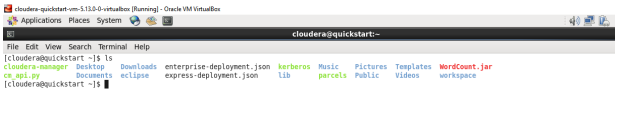 cloudera-quickstart-vm-5.13.0-0-virtualbox [Running] - Oracle VM VirtualBox
Applications Places System
cloudera@quickstart:~
File Edit View Search Terminal Help
[cloudera@quickstart ~]$ ls
cloudera-manager Desktop Downloads enterprise-deployment.json kerberos Music Pictures Templates WordCount.jar
cm_api.py Documents eclipse express-deployment.json lib parcels Public Videos workspace
[cloudera@quickstart ~]$